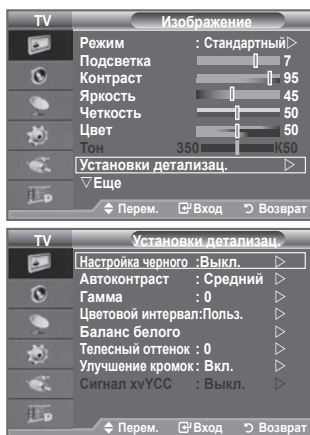 TV Изображение
Режим : Стандартный
Подсветка 7
Контраст 95
Яркость 45
Четкость 50
Цвет 50
Тон З50 К50
Установки детализац.
▽Еще
Перем. Вход Возврат
TV Установки детализац.
Настройка черного :Выкл.
Автоконтраст : Средний
Гамма : 0
Цветовой интервал:Польз.
Баланс белого
Телесный оттенок : 0
Улучшение кромок : Вкл.
Сигнал xvYCC : Выкл.
Перем. Вход Возврат